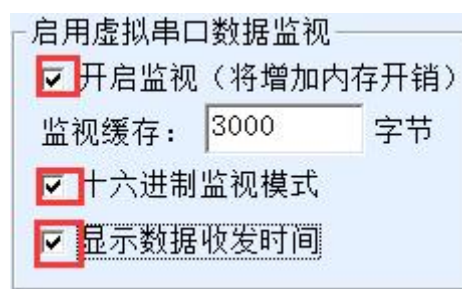 启用虚拟串口数据监视
开启监视（将增加内存开销）
监视缓存： 3000 字节
十六进制监视模式
显示数据收发时间